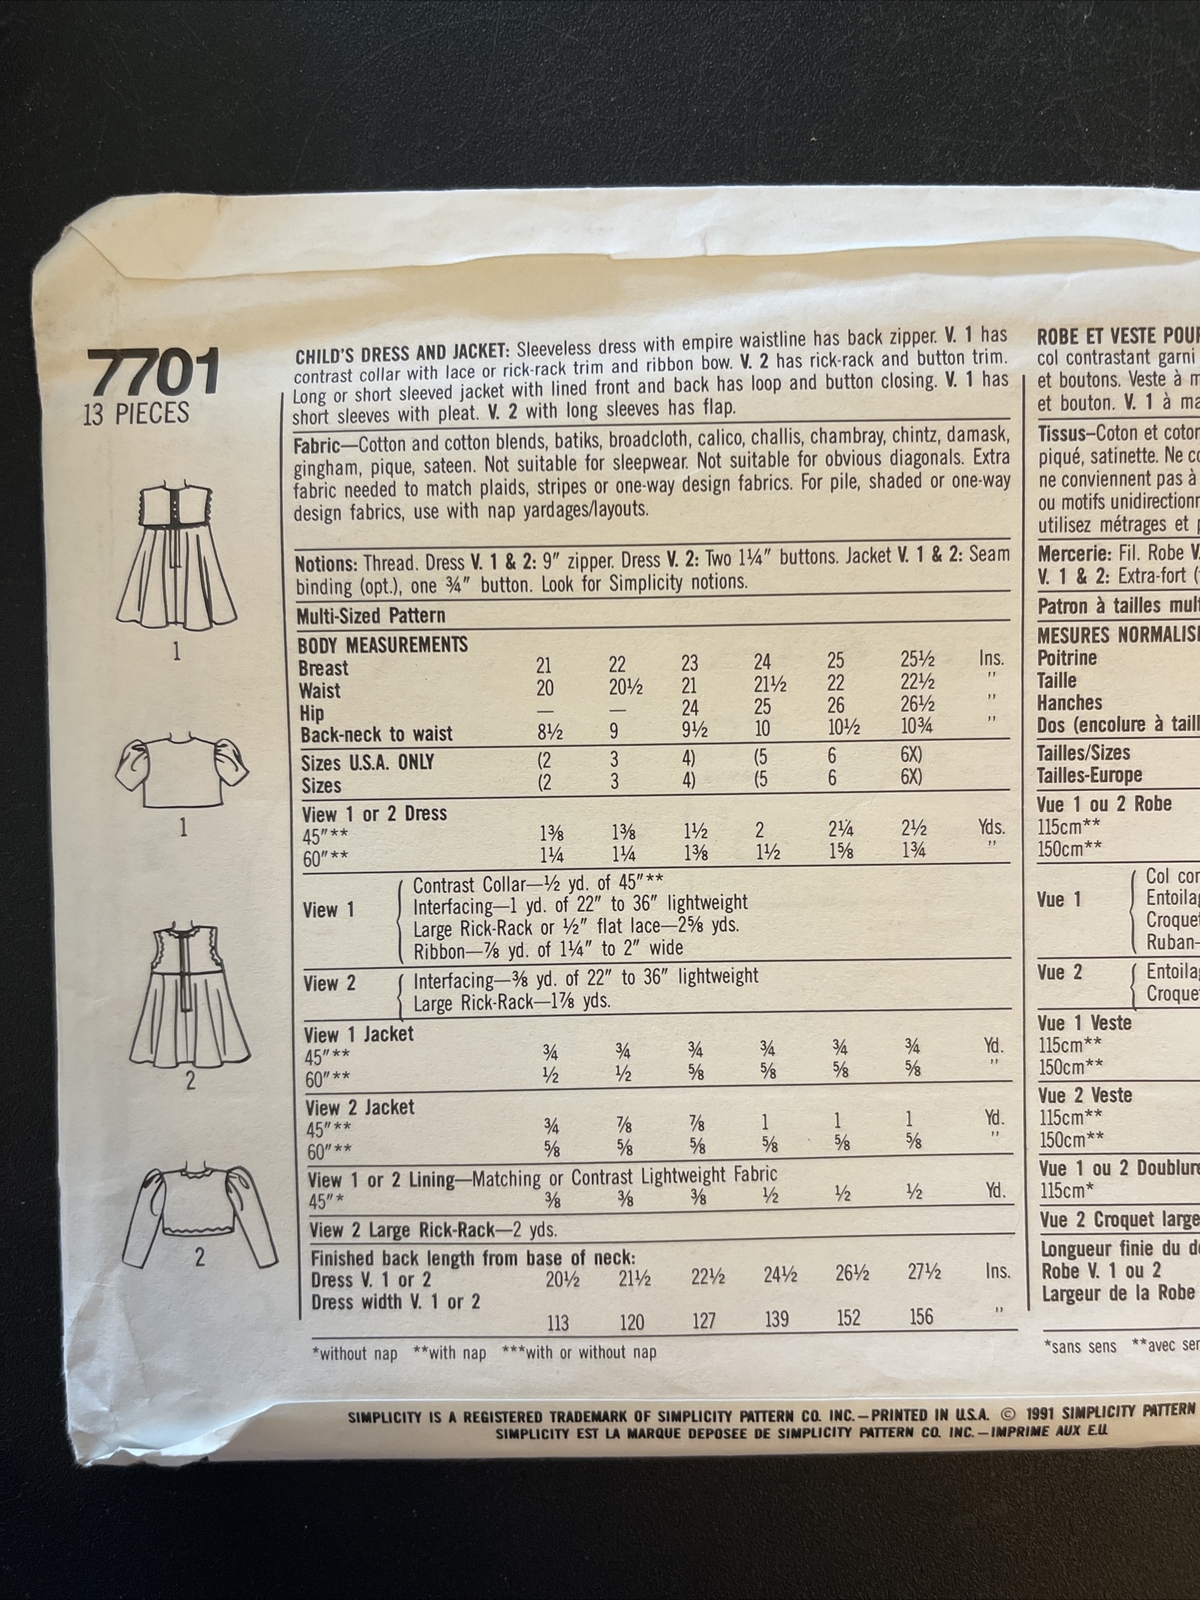 7701
13 PIECES
1
1
2
2
CHILD'S DRESS AND JACKET: Sleeveless dress with empire waistline has back zipper. V. 1 has
contrast collar with lace or rick-rack trim and ribbon bow. V. 2 has rick-rack and button trim.
Long or short sleeved jacket with lined front and back has loop and button closing. V. 1 has
short sleeves with pleat. V. 2 with long sleeves has flap.
Fabric—Cotton and cotton blends, batiks, broadcloth, calico, challis, chambray, chintz, damask,
gingham, pique, sateen. Not suitable for sleepwear. Not suitable for obvious diagonals. Extra
fabric needed to match plaids, stripes or one-way design fabrics. For pile, shaded or one-way
design fabrics, use with nap yardages/layouts.
Notions: Thread. Dress V. 1 & 2: 9" zipper. Dress V. 2: Two 1¼" buttons. Jacket V. 1 & 2: Seam
binding (opt.), one ¾" button. Look for Simplicity notions.
Multi-Sized Pattern
BODY MEASUREMENTS
Breast 21 22 23 24 25 25½ Ins.
Waist 20 20½ 21 21½ 22 22½ "
Hip — — 24 25 26 26½ "
Back-neck to waist 8½ 9 9½ 10 10½ 10¾ "
Sizes U.S.A. ONLY (2 3 4) (5 6 6X)
Sizes (2 3 4) (5 6 6X)
View 1 or 2 Dress
45"** 1⅜ 1⅜ 1½ 2 2¼ 2½ Yds.
60"** 1¼ 1¼ 1⅜ 1½ 1⅝ 1¾ "
View 1
Contrast Collar—½ yd. of 45"**
Interfacing—1 yd. of 22" to 36" lightweight
Large Rick-Rack or ½" flat lace—2⅝ yds.
Ribbon—⅞ yd. of 1¼" to 2" wide
View 2
Interfacing—⅜ yd. of 22" to 36" lightweight
Large Rick-Rack—1⅞ yds.
View 1 Jacket
45"** ¾ ¾ ¾ ¾ ¾ ¾ Yd.
60"** ½ ½ ⅝ ⅝ ⅝ ⅝ "
View 2 Jacket
45"** ¾ ⅞ ⅞ 1 1 1 Yd.
60"** ⅝ ⅝ ⅝ ⅝ ⅝ ⅝ "
View 1 or 2 Lining—Matching or Contrast Lightweight Fabric
45"* ⅜ ⅜ ⅜ ½ ½ ½ Yd.
View 2 Large Rick-Rack—2 yds.
Finished back length from base of neck:
Dress V. 1 or 2 20½ 21½ 22½ 24½ 26½ 27½ Ins.
Dress width V. 1 or 2
113 120 127 139 152 156 "
*without nap **with nap ***with or without nap
ROBE ET VESTE POUR
col contrastant garni
et boutons. Veste à m
et bouton. V. 1 à ma
Tissus–Coton et coton
piqué, satinette. Ne co
ne conviennent pas à
ou motifs unidirectionn
utilisez métrages et p
Mercerie: Fil. Robe V.
V. 1 & 2: Extra-fort (
Patron à tailles mult
MESURES NORMALISE
Poitrine
Taille
Hanches
Dos (encolure à taill
Tailles/Sizes
Tailles-Europe
Vue 1 ou 2 Robe
115cm**
150cm**
Vue 1
Col con
Entoilag
Croquet
Ruban–
Vue 2
Entoilag
Croquet
Vue 1 Veste
115cm**
150cm**
Vue 2 Veste
115cm**
150cm**
Vue 1 ou 2 Doublure
115cm*
Vue 2 Croquet large
Longueur finie du do
Robe V. 1 ou 2
Largeur de la Robe
*sans sens **avec sen
SIMPLICITY IS A REGISTERED TRADEMARK OF SIMPLICITY PATTERN CO. INC.—PRINTED IN U.S.A. © 1991 SIMPLICITY PATTERN
SIMPLICITY EST LA MARQUE DEPOSEE DE SIMPLICITY PATTERN CO. INC.—IMPRIME AUX E.U.